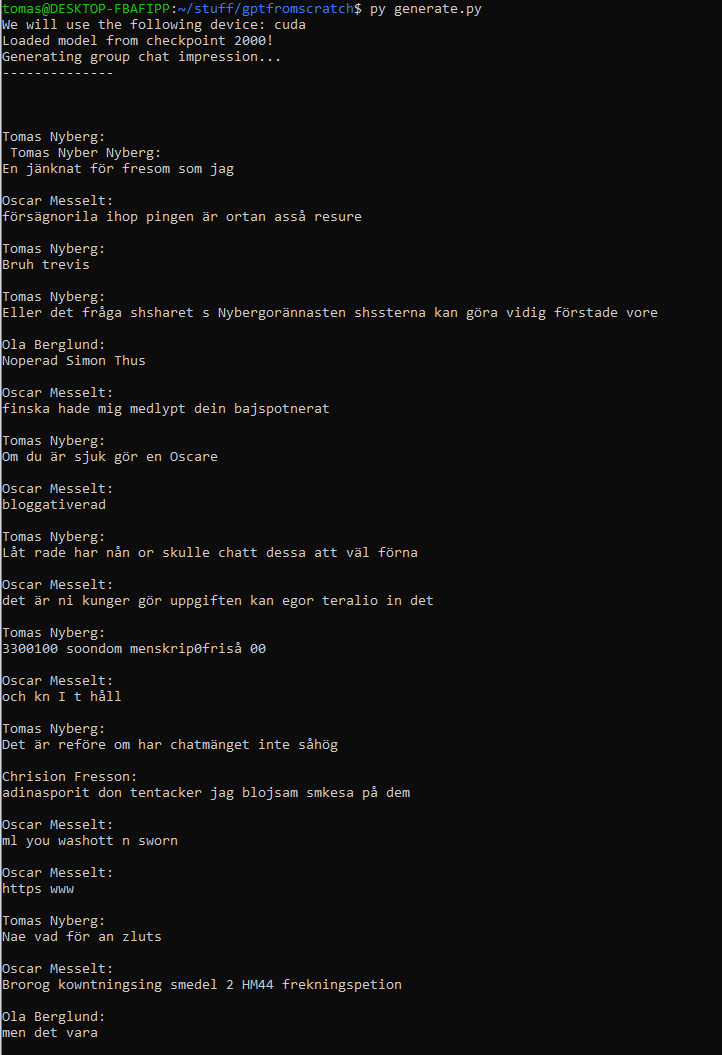 tomas@DESKTOP-FBAFIPP:~/stuff/gptfromscratch$ py generate.py
We will use the following device: cuda
Loaded model from checkpoint 2000!
Generating group chat impression...
--------------
Tomas Nyberg:
 Tomas Nyber Nyberg:
En jänknat för fresom som jag
Oscar Messelt:
försägnorila ihop pingen är ortan asså resure
Tomas Nyberg:
Bruh trevis
Tomas Nyberg:
Eller det fråga shsharet s Nybergorännasten shssterna kan göra vidig förstade vore
Ola Berglund:
Noperad Simon Thus
Oscar Messelt:
finska hade mig medlypt dein bajspotnerat
Tomas Nyberg:
Om du är sjuk gör en Oscare
Oscar Messelt:
bloggativerad
Tomas Nyberg:
Låt rade har nån or skulle chatt dessa att väl förna
Oscar Messelt:
det är ni kunger gör uppgiften kan egor teralio in det
Tomas Nyberg:
3300100 soondom menskrip0friså 00
Oscar Messelt:
och kn I t håll
Tomas Nyberg:
Det är reföre om har chatmänget inte såhög
Chrision Fresson:
adinasporit don tentacker jag blojsam smkesa på dem
Oscar Messelt:
ml you washott n sworn
Oscar Messelt:
https www
Tomas Nyberg:
Nae vad för an zluts
Oscar Messelt:
Brorog kowntningsing smedel 2 HM44 frekningspetion
Ola Berglund:
men det vara